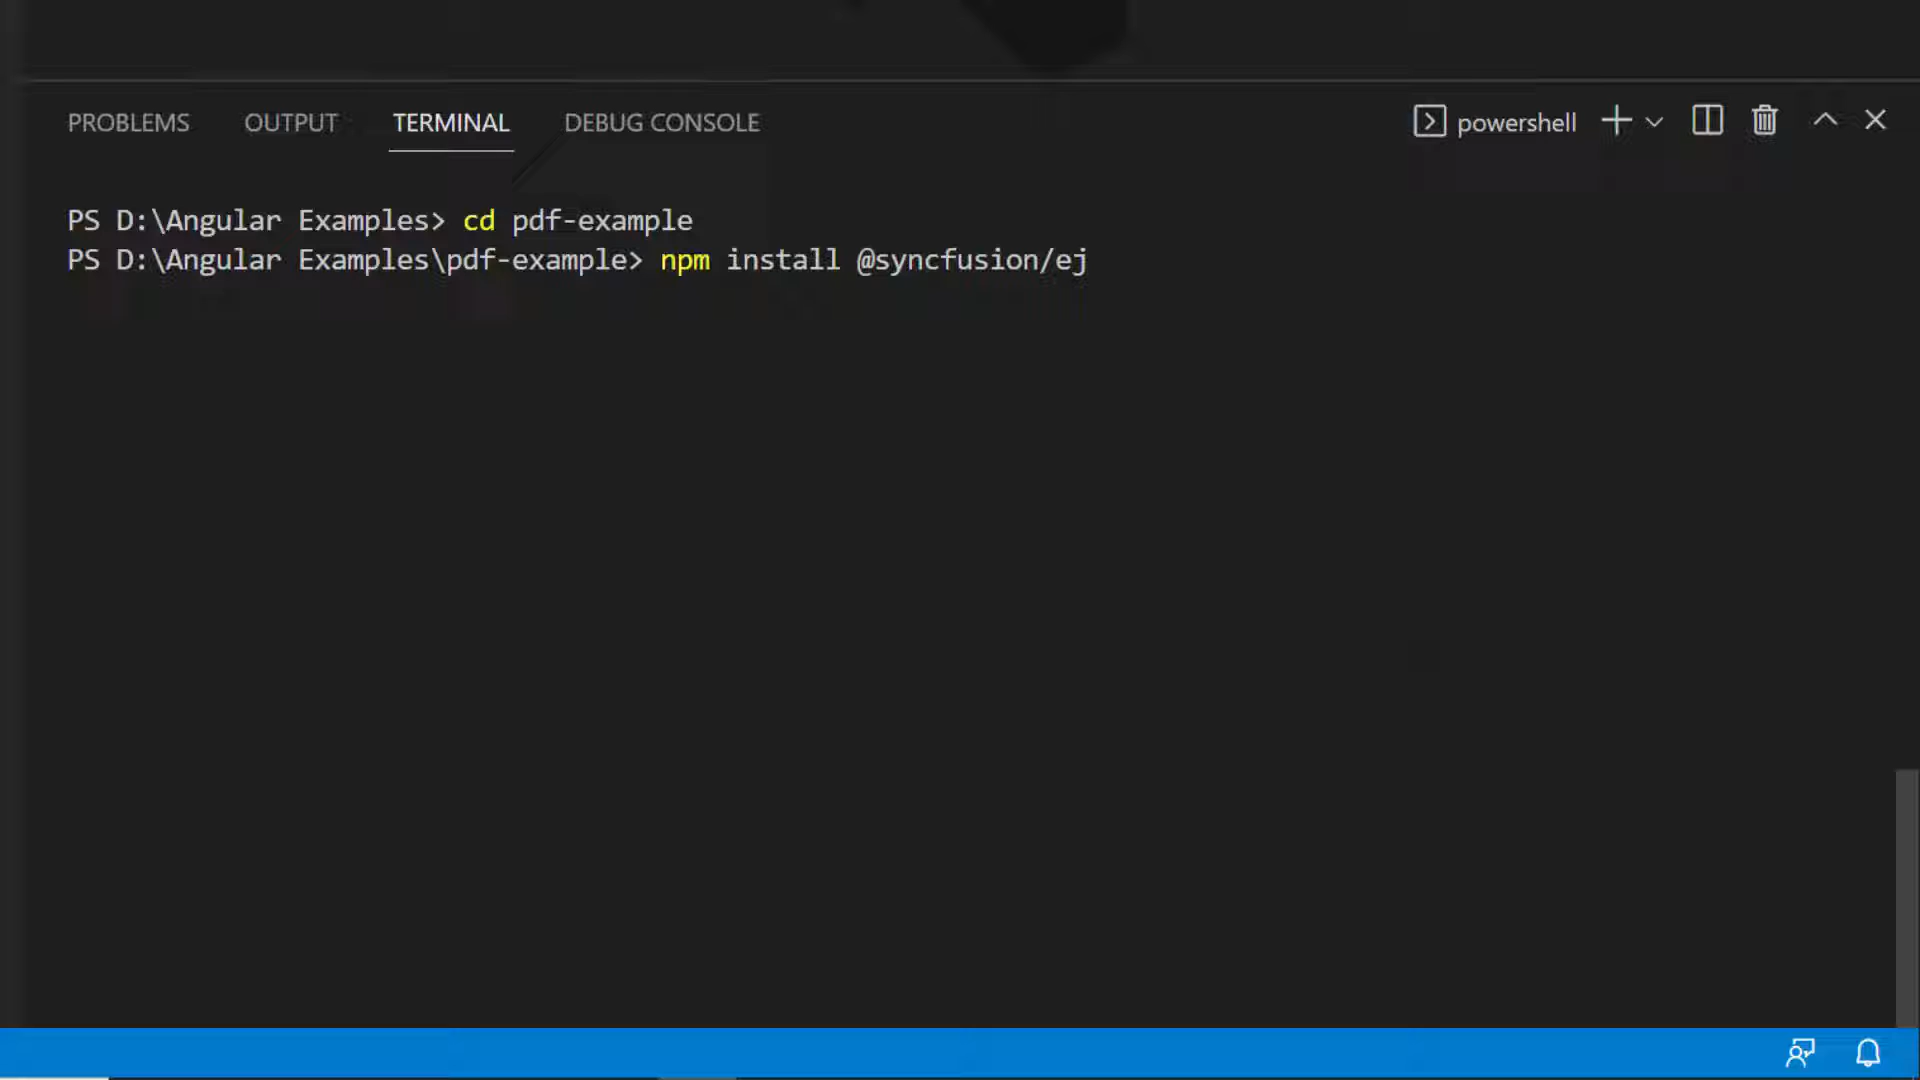 PROBLEMS OUTPUT TERMINAL DEBUG CONSOLE powershell
PS D:\Angular Examples> cd pdf-example
PS D:\Angular Examples\pdf-example> npm install @syncfusion/ej